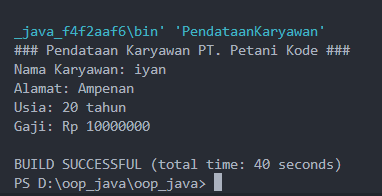 _java_f4f2aaf6\bin' 'PendataanKaryawan'
### Pendataan Karyawan PT. Petani Kode ###
Nama Karyawan: iyan
Alamat: Ampenan
Usia: 20 tahun
Gaji: Rp 10000000
BUILD SUCCESSFUL (total time: 40 seconds)
PS D:\oop_java\oop_java>